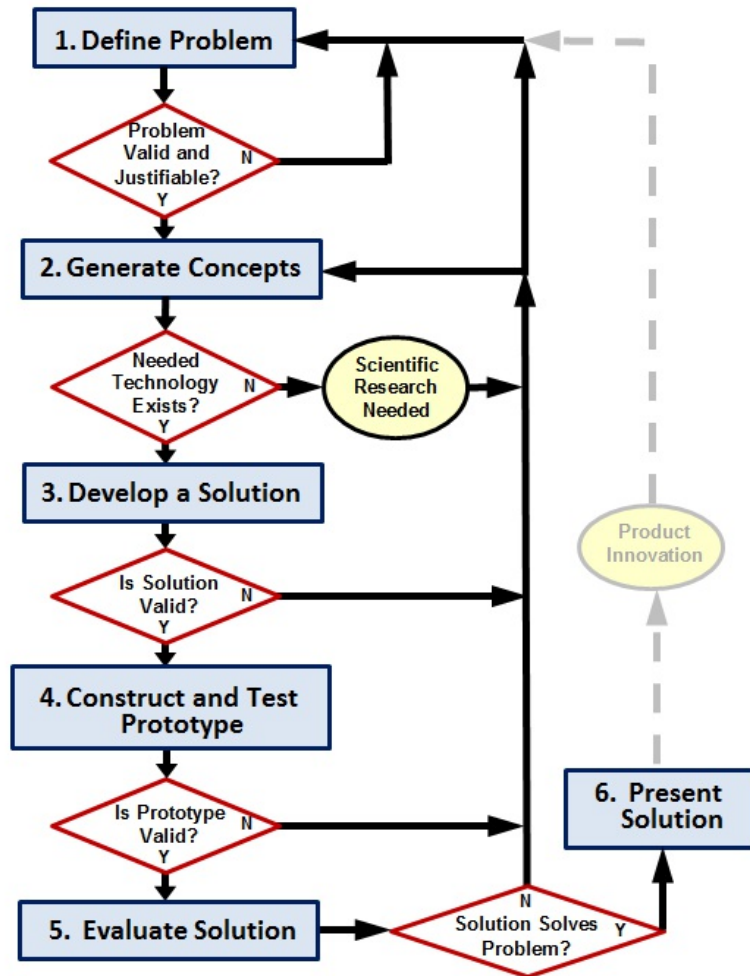 1. Define Problem
Problem
Valid and
Justifiable?
N
Y
2. Generate Concepts
Needed
Technology
Exists?
N
Y
Scientific
Research
Needed
3. Develop a Solution
Is Solution
Valid?
N
Y
Product
Innovation
4. Construct and Test
Prototype
Is Prototype
Valid?
N
Y
5. Evaluate Solution
N
Solution Solves
Problem?
Y
6. Present
Solution